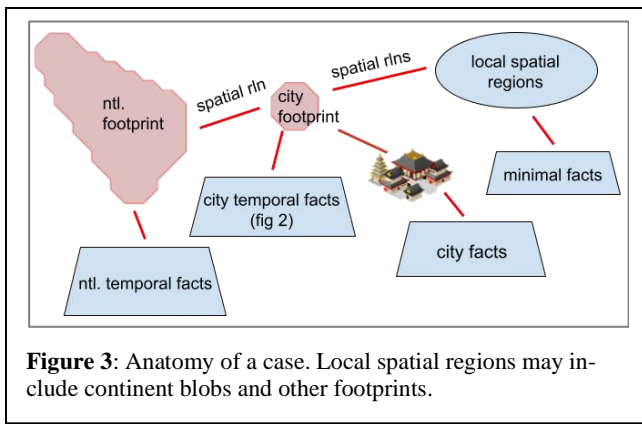 ntl.
footprint
spatial rln
city
footprint
spatial rlns
local spatial
regions
city temporal facts
(fig 2)
minimal facts
city facts
ntl. temporal facts
Figure 3: Anatomy of a case. Local spatial regions may in-
clude continent blobs and other footprints.